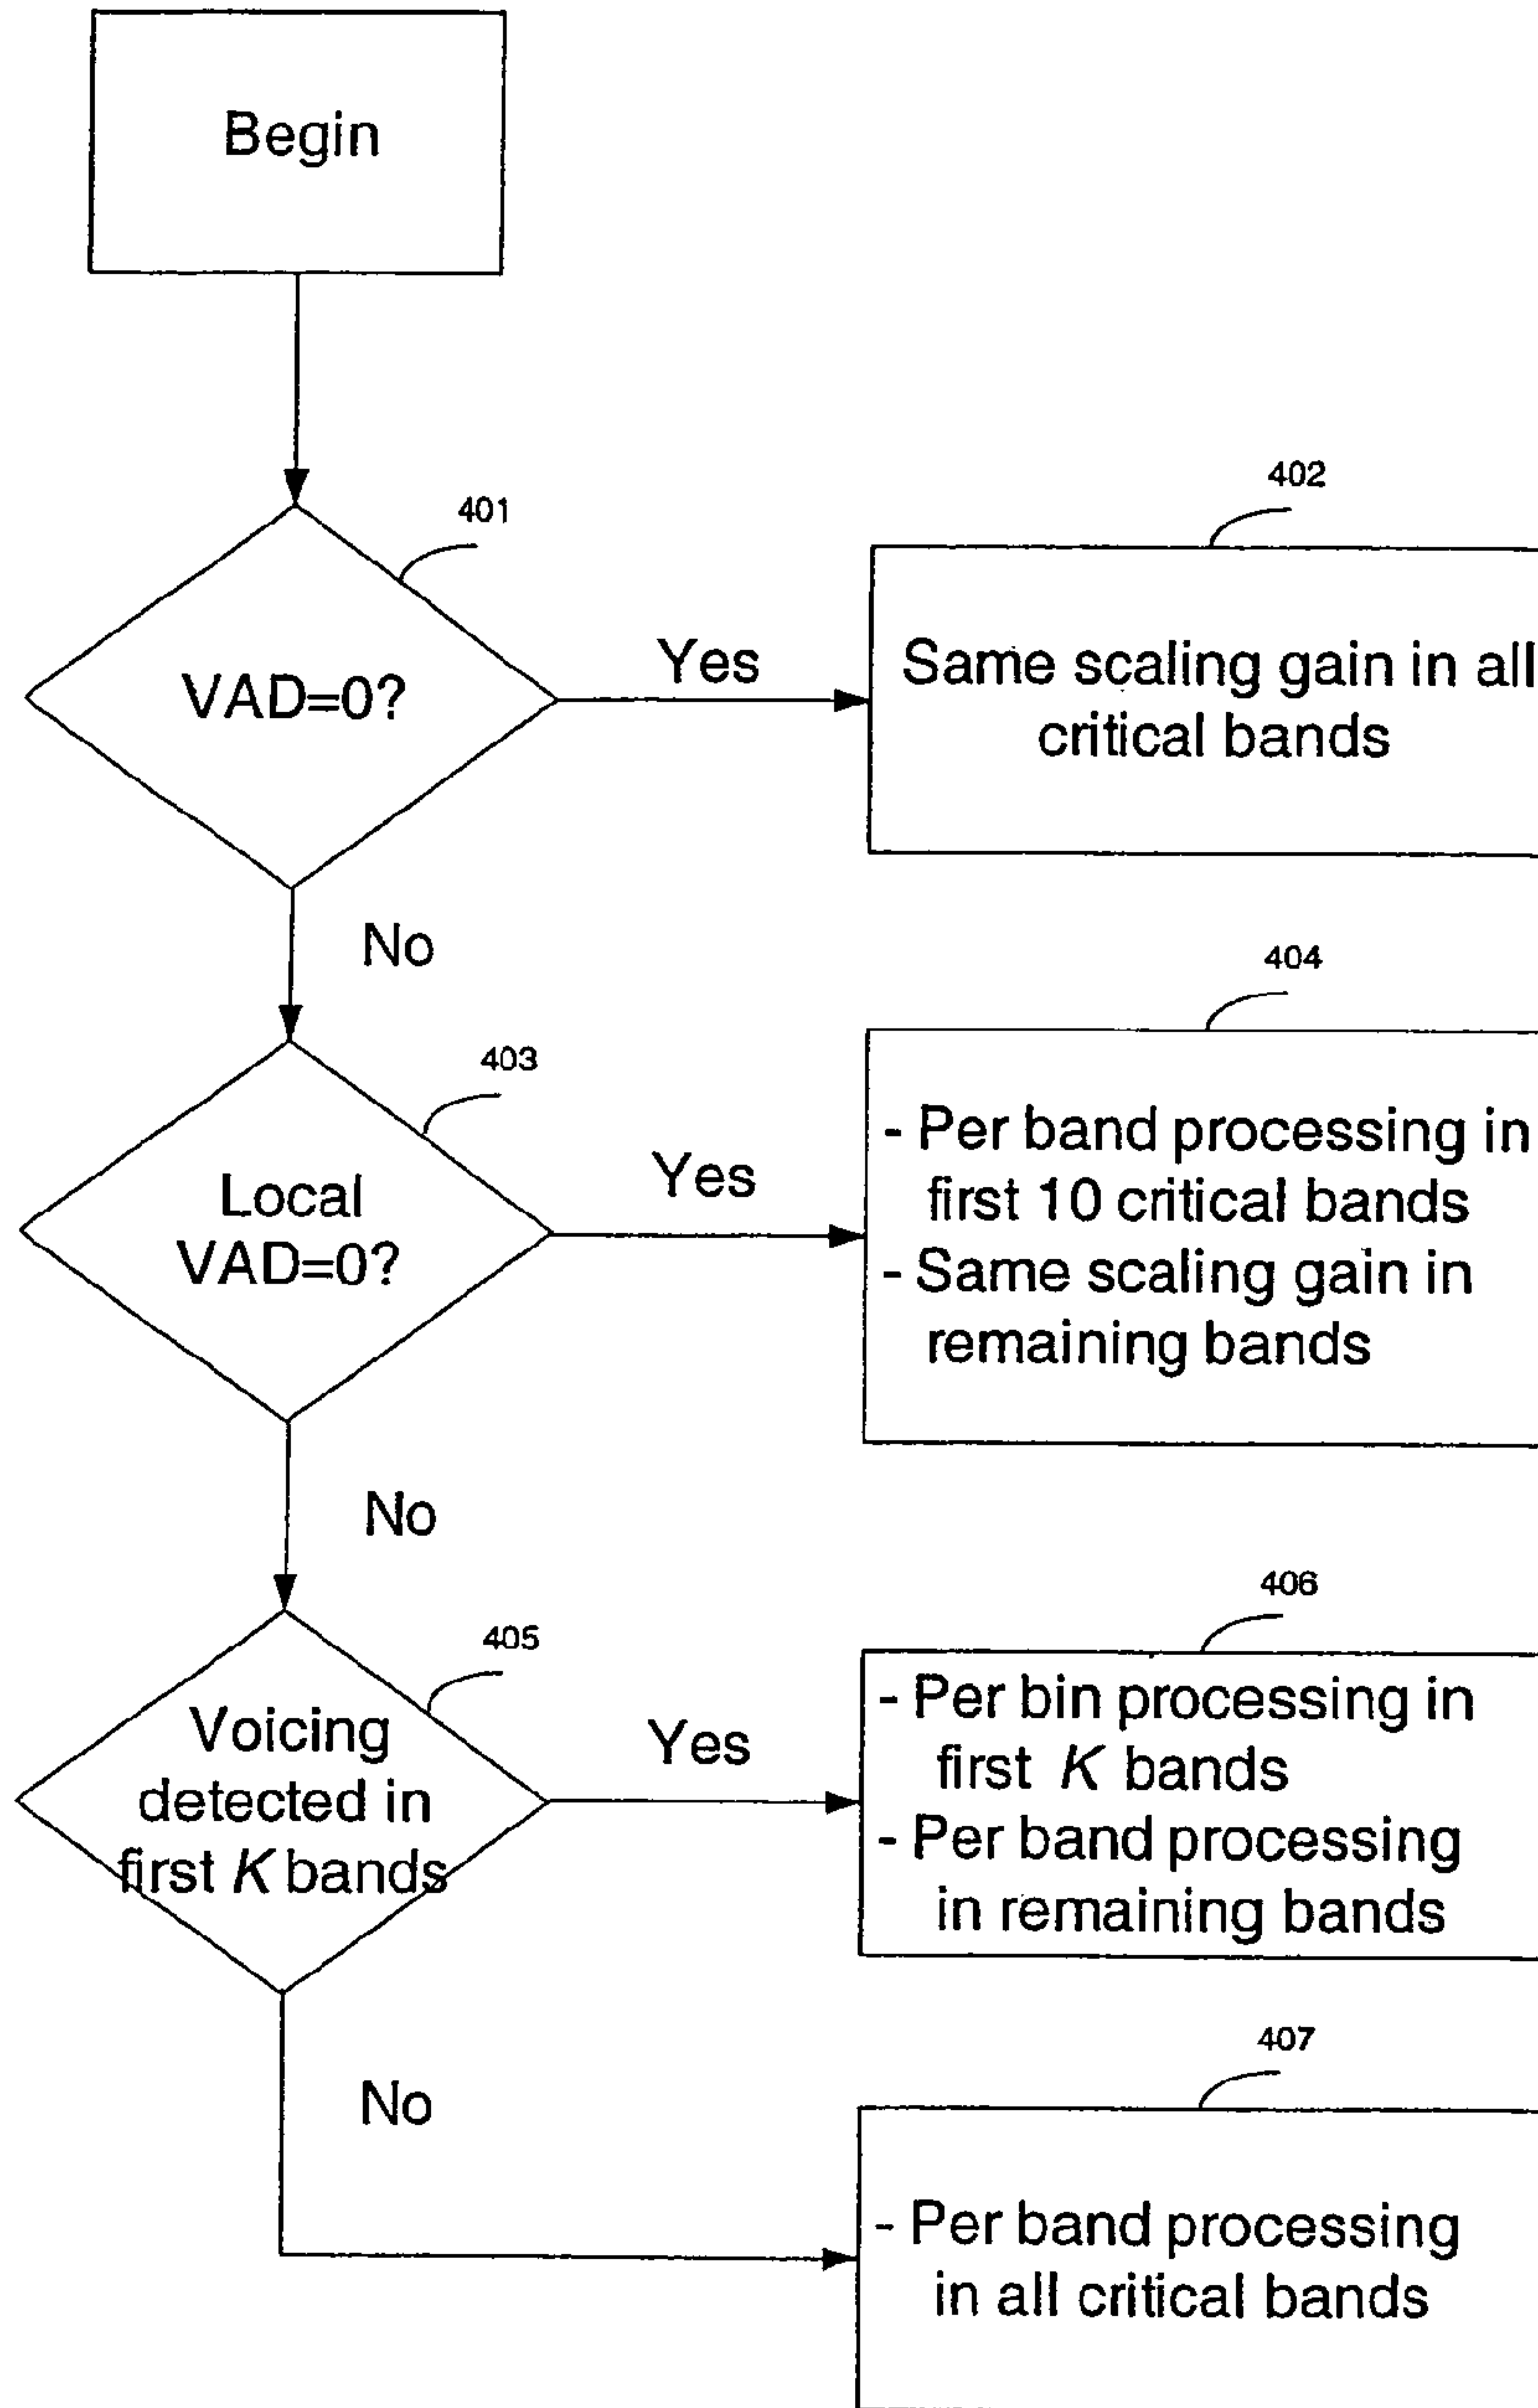 Begin
401
VAD=0?
Yes
402
Same scaling gain in all
critical bands
No
403
Local
VAD=0?
Yes
404
- Per band processing in
first 10 critical bands
- Same scaling gain in
remaining bands
No
405
Voicing
detected in
first K bands
Yes
406
- Per bin processing in
first K bands
- Per band processing
in remaining bands
No
407
- Per band processing
in all critical bands